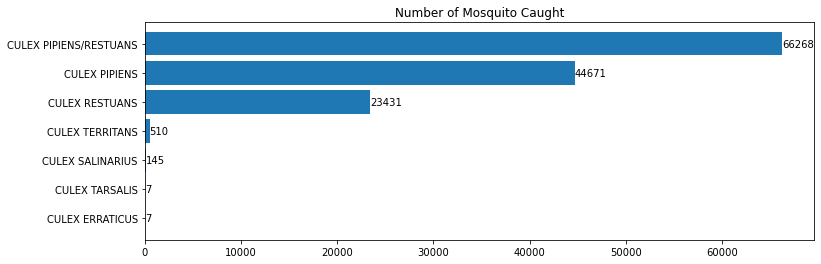 Number of Mosquito Caught
CULEX PIPIENS/RESTUANS 66268
CULEX PIPIENS 44671
CULEX RESTUANS 23431
CULEX TERRITANS 510
CULEX SALINARIUS 145
CULEX TARSALIS 7
CULEX ERRATICUS 7
0 10000 20000 30000 40000 50000 60000